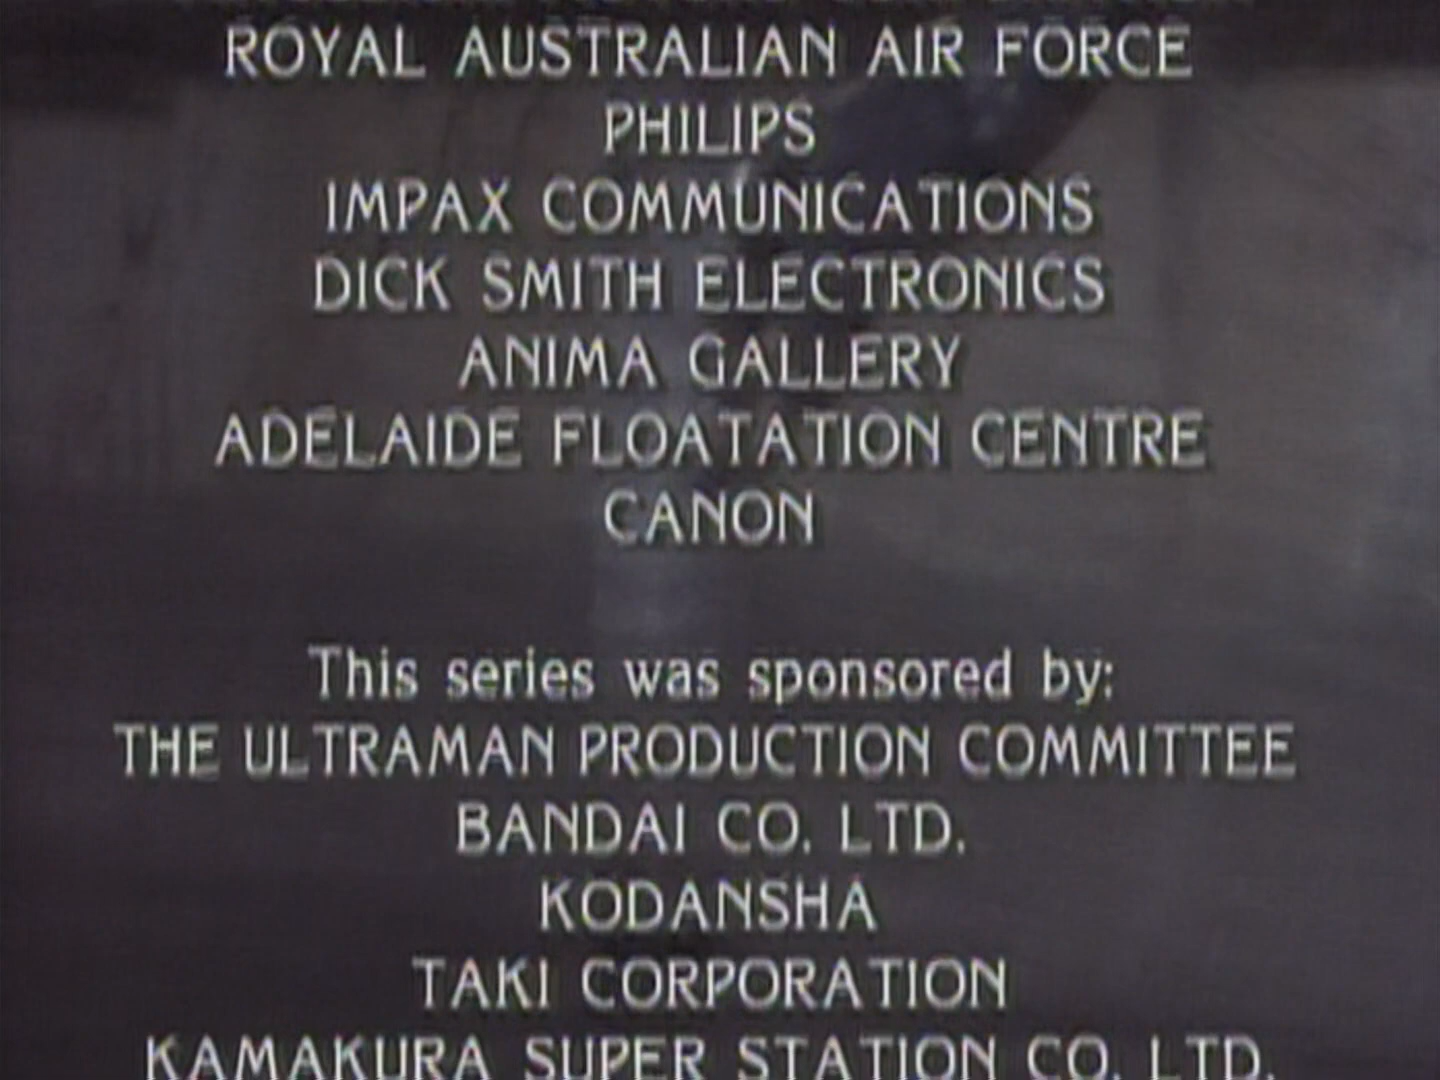 ROYAL AUSTRALIAN AIR FORCE
PHILIPS
IMPAX COMMUNICATIONS
DICK SMITH ELECTRONICS
ANIMA GALLERY
ADELAIDE FLOATATION CENTRE
CANON
This series was sponsored by:
THE ULTRAMAN PRODUCTION COMMITTEE
BANDAI CO. LTD.
KODANSHA
TAKI CORPORATION
KAMAKURA SUPER STATION CO. LTD.